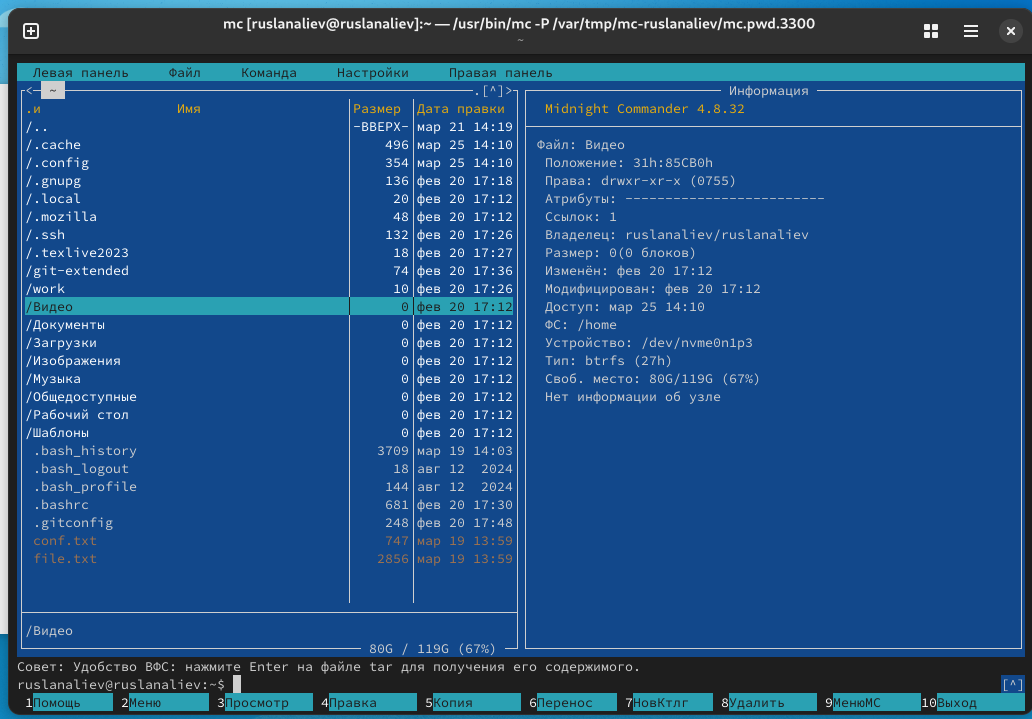 mc [ruslanaliev@ruslanaliev]:~ — /usr/bin/mc -P /var/tmp/mc-ruslanaliev/mc.pwd.3300
~
Левая панель Файл Команда Настройки Правая панель
<- ~ .[^]>
.и Имя Размер Дата правки
/.. -ВВЕРХ- мар 21 14:19
/.cache 496 мар 25 14:10
/.config 354 мар 25 14:10
/.gnupg 136 фев 20 17:18
/.local 20 фев 20 17:12
/.mozilla 48 фев 20 17:12
/.ssh 132 фев 20 17:26
/.texlive2023 18 фев 20 17:27
/git-extended 74 фев 20 17:36
/work 10 фев 20 17:26
/Видео 0 фев 20 17:12
/Документы 0 фев 20 17:12
/Загрузки 0 фев 20 17:12
/Изображения 0 фев 20 17:12
/Музыка 0 фев 20 17:12
/Общедоступные 0 фев 20 17:12
/Рабочий стол 0 фев 20 17:12
/Шаблоны 0 фев 20 17:12
.bash_history 3709 мар 19 14:03
.bash_logout 18 авг 12 2024
.bash_profile 144 авг 12 2024
.bashrc 681 фев 20 17:30
.gitconfig 248 фев 20 17:48
conf.txt 747 мар 19 13:59
file.txt 2856 мар 19 13:59
/Видео
80G / 119G (67%)
Информация
Midnight Commander 4.8.32
Файл: Видео
Положение: 31h:85CB0h
Права: drwxr-xr-x (0755)
Атрибуты: -------------------------
Ссылок: 1
Владелец: ruslanaliev/ruslanaliev
Размер: 0(0 блоков)
Изменён: фев 20 17:12
Модифицирован: фев 20 17:12
Доступ: мар 25 14:10
ФС: /home
Устройство: /dev/nvme0n1p3
Тип: btrfs (27h)
Своб. место: 80G/119G (67%)
Нет информации об узле
Совет: Удобство ВФС: нажмите Enter на файле tar для получения его содержимого.
ruslanaliev@ruslanaliev:~$ [^]
1Помощь 2Меню 3Просмотр 4Правка 5Копия 6Перенос 7НовКтлг 8Удалить 9МенюMC 10Выход